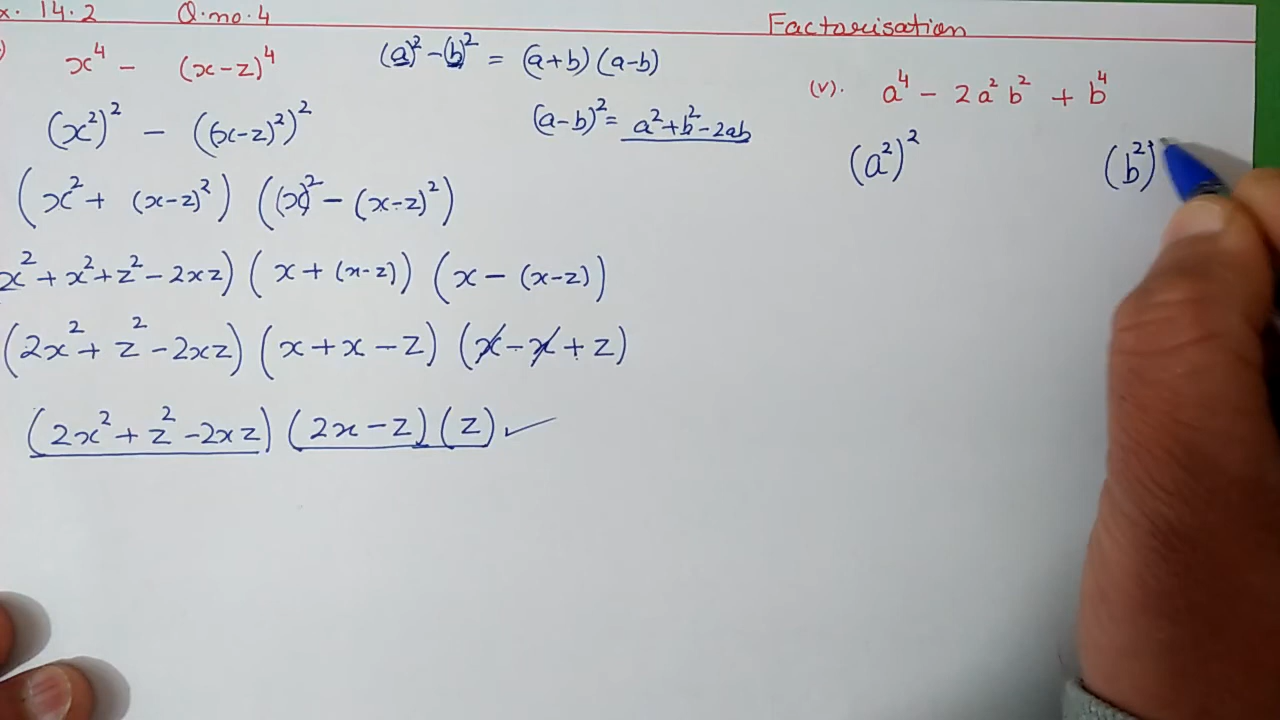 x. 14.2 Q.no.4
Factorisation
x⁴ - (x-z)⁴
(a)² - (b)² = (a+b) (a-b)
(x²)² - ((x-z)²)²
(a-b)² = a²+b²-2ab
(x² + (x-z)²) ((x)² - (x-z)²)
x² + x² + z² - 2xz) (x + (x-z)) (x - (x-z))
(2x² + z² - 2xz) (x + x - z) (x - x + z)
(2x² + z² - 2xz) (2x - z) (z) ✓
(v). a⁴ - 2a²b² + b⁴
(a²)² (b²)